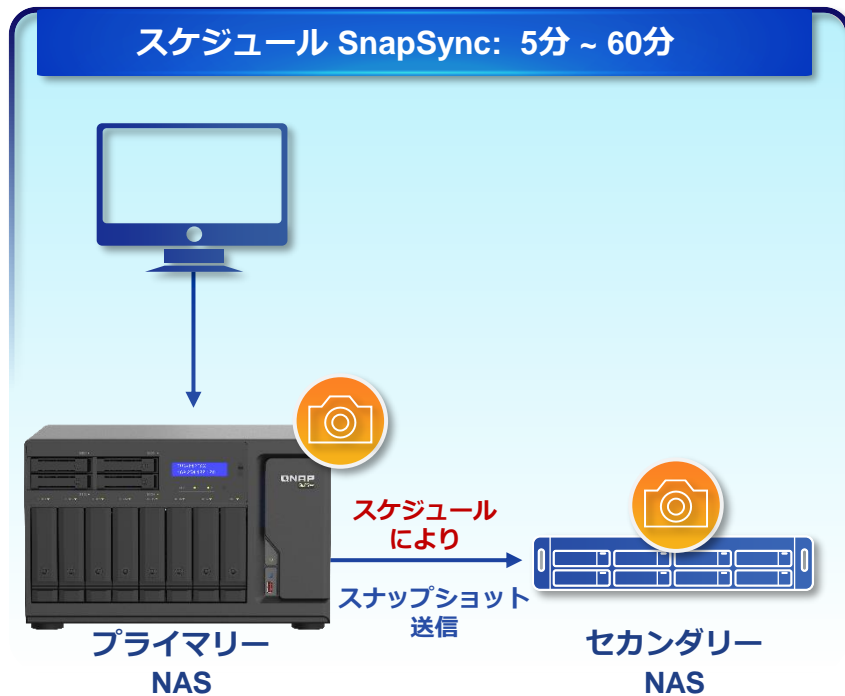 スケジュール SnapSync: 5分 ~ 60分
QNAP
スケジュール
により
スナップショット
送信
プライマリー
NAS
セカンダリー
NAS